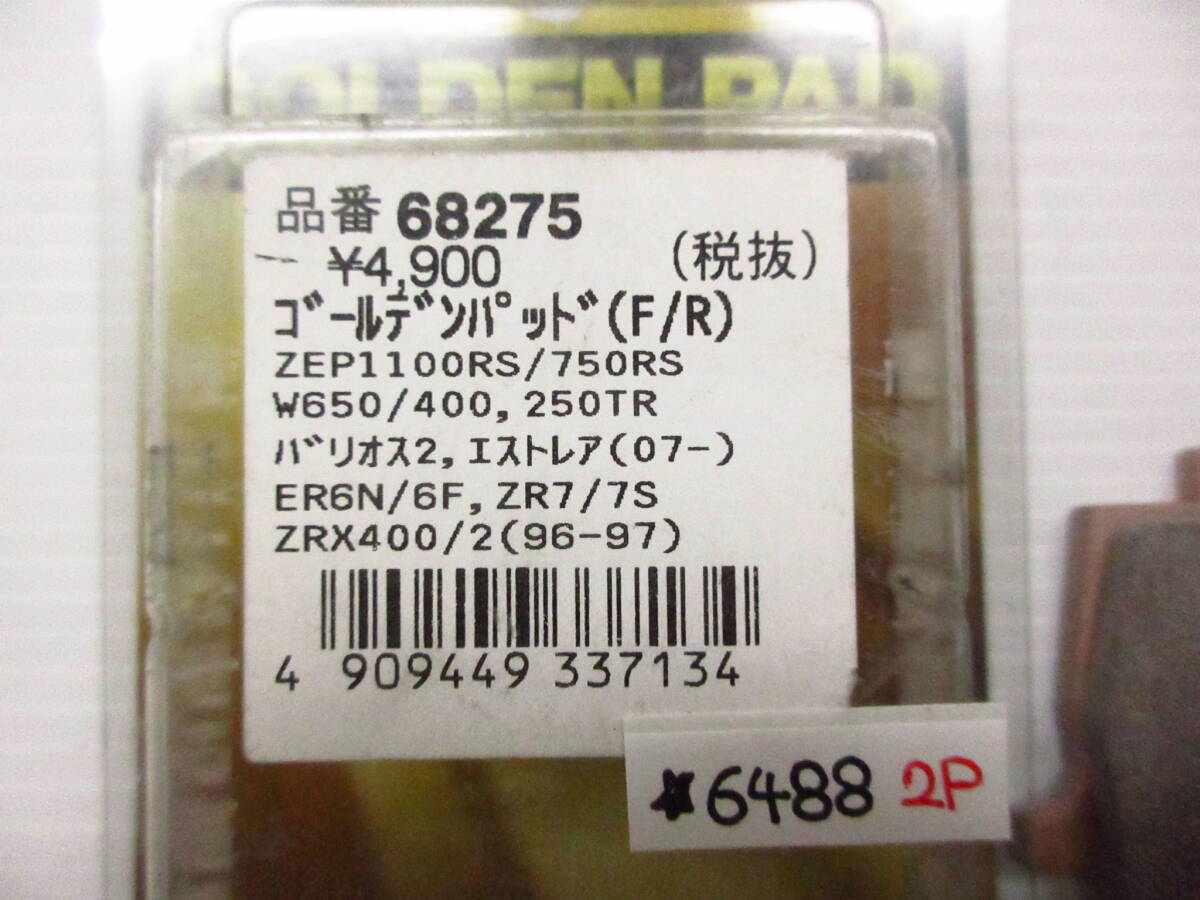 GOLDEN PAD
品番 68275
¥4,900 (税抜)
ゴールデンパッド(F/R)
ZEP1100RS/750RS
W650/400,250TR
バリオス2,エストレア(07-)
ER6N/6F,ZR7/7S
ZRX400/2(96-97)
4 909449 337134
★6488 2P